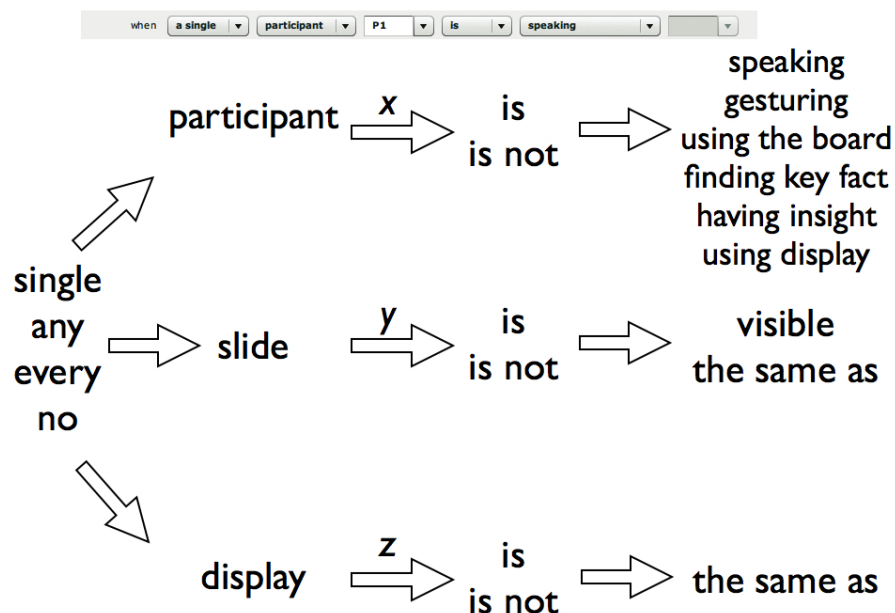 when a single participant P1 is speaking
participant
x
is
is not
speaking
gesturing
using the board
finding key fact
having insight
using display
single
any
every
no
slide
y
is
is not
visible
the same as
display
z
is
is not
the same as